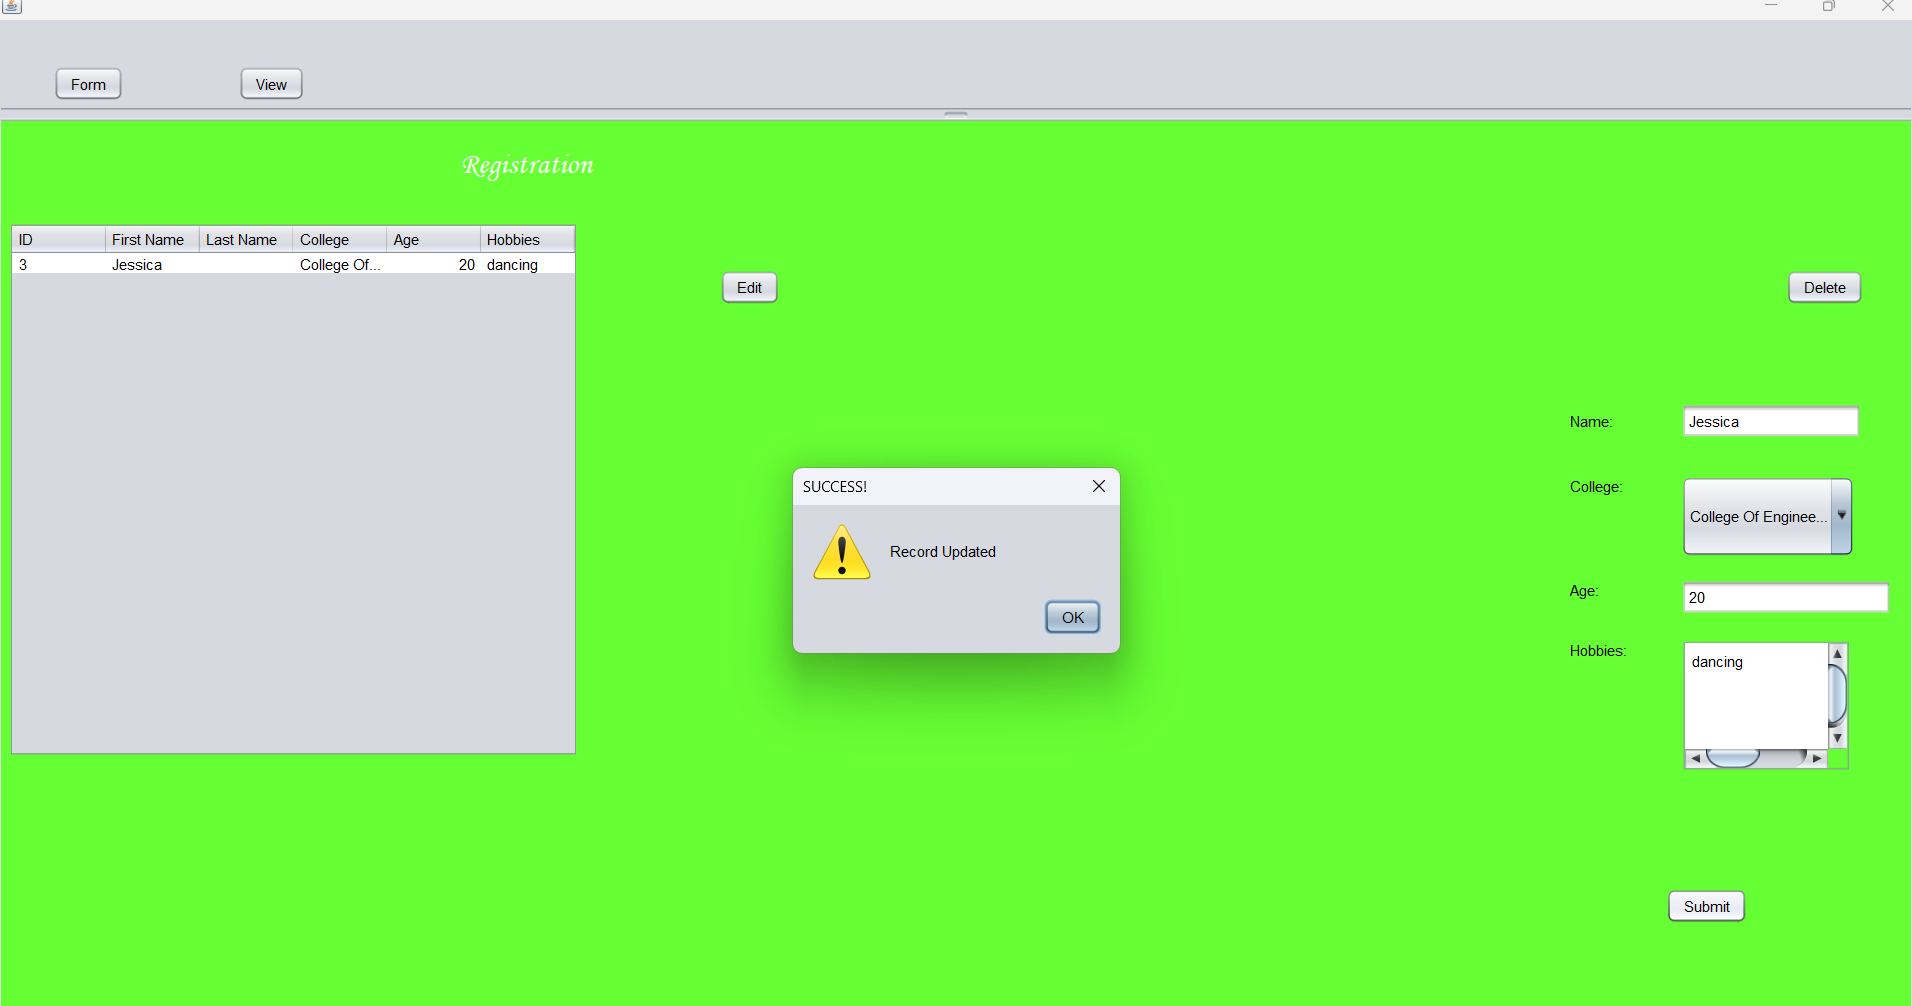 Form
View
Registration
ID First Name Last Name College Age Hobbies
3 Jessica College Of... 20 dancing
Edit
Delete
Name: Jessica
College: College Of Enginee...
Age: 20
Hobbies: dancing
SUCCESS!
Record Updated
OK
Submit